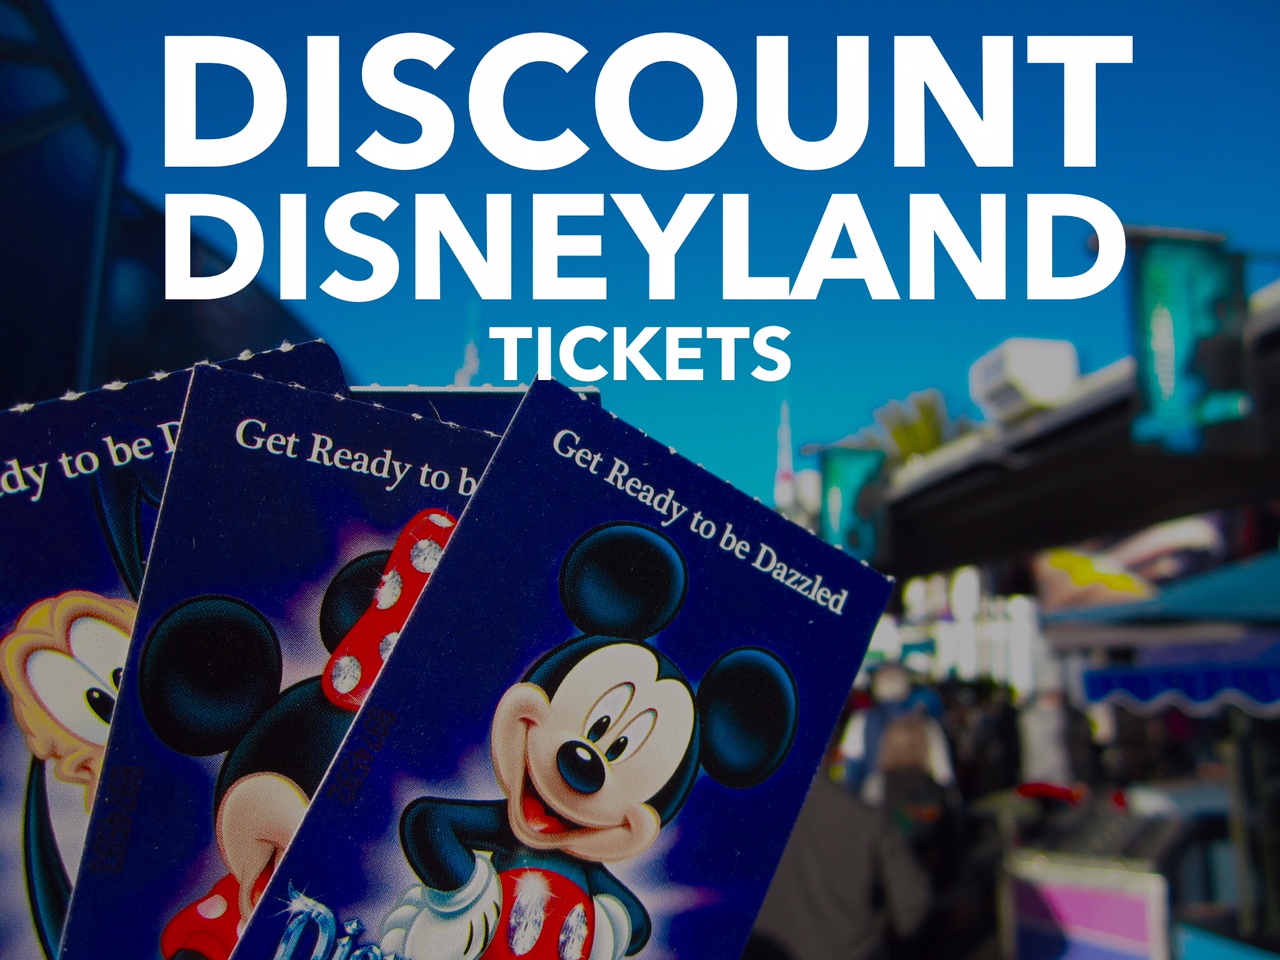 DISCOUNT
DISNEYLAND
TICKETS
dy to be D
Get Ready to b
Get Ready to be Dazzled